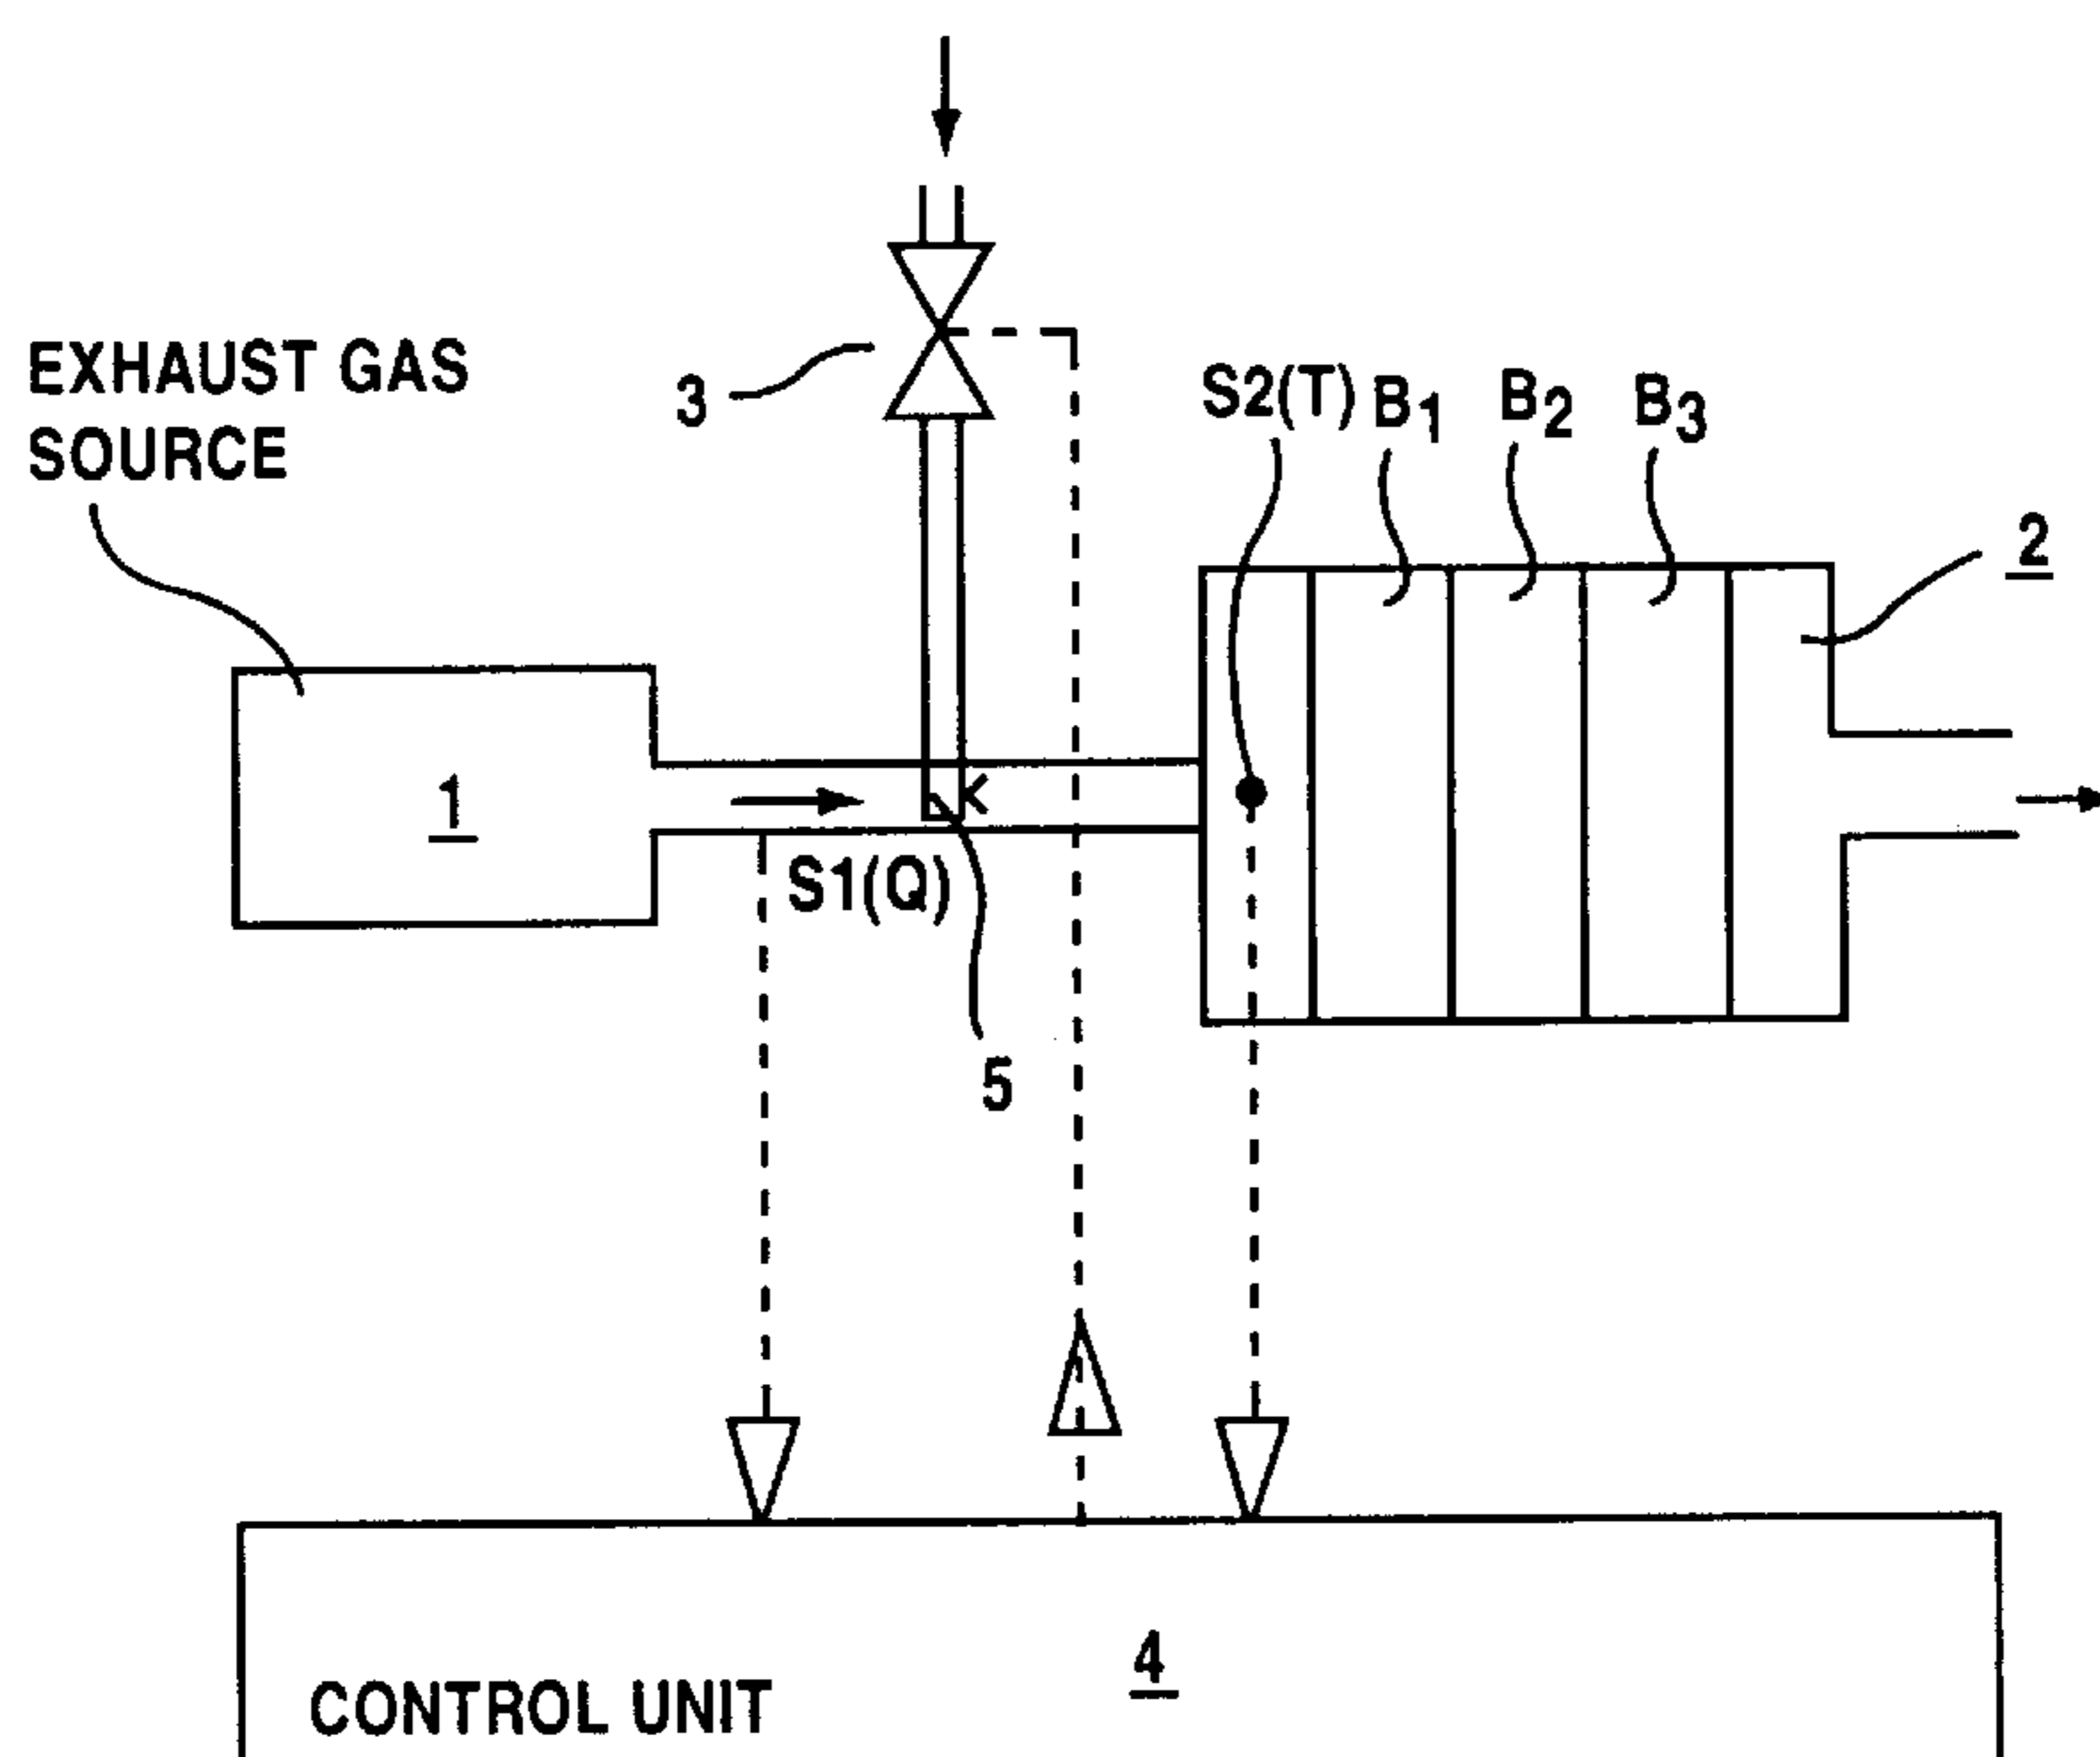 EXHAUST GAS
SOURCE
3
S2(T)
B1
B2
B3
2
1
S1(Q)
5
4
CONTROL UNIT